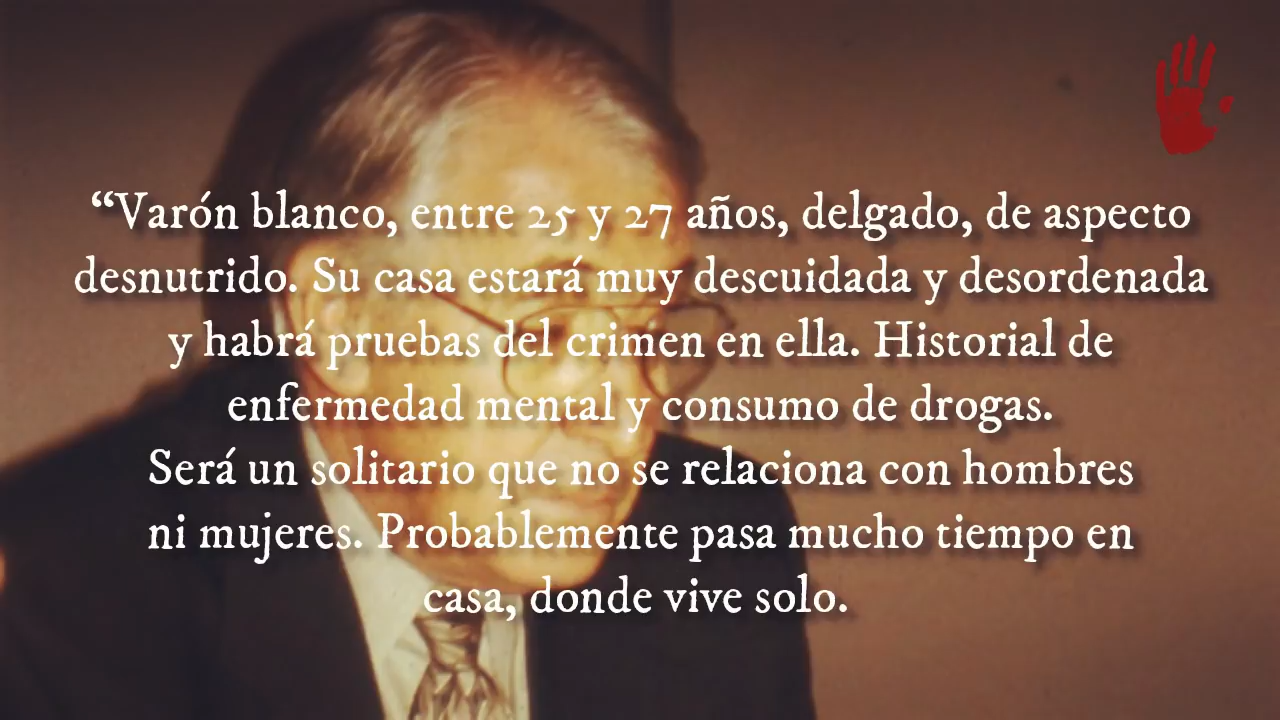 “Varón blanco, entre 25 y 27 años, delgado, de aspecto
desnutrido. Su casa estará muy descuidada y desordenada
y habrá pruebas del crimen en ella. Historial de
enfermedad mental y consumo de drogas.
Será un solitario que no se relaciona con hombres
ni mujeres. Probablemente pasa mucho tiempo en
casa, donde vive solo.